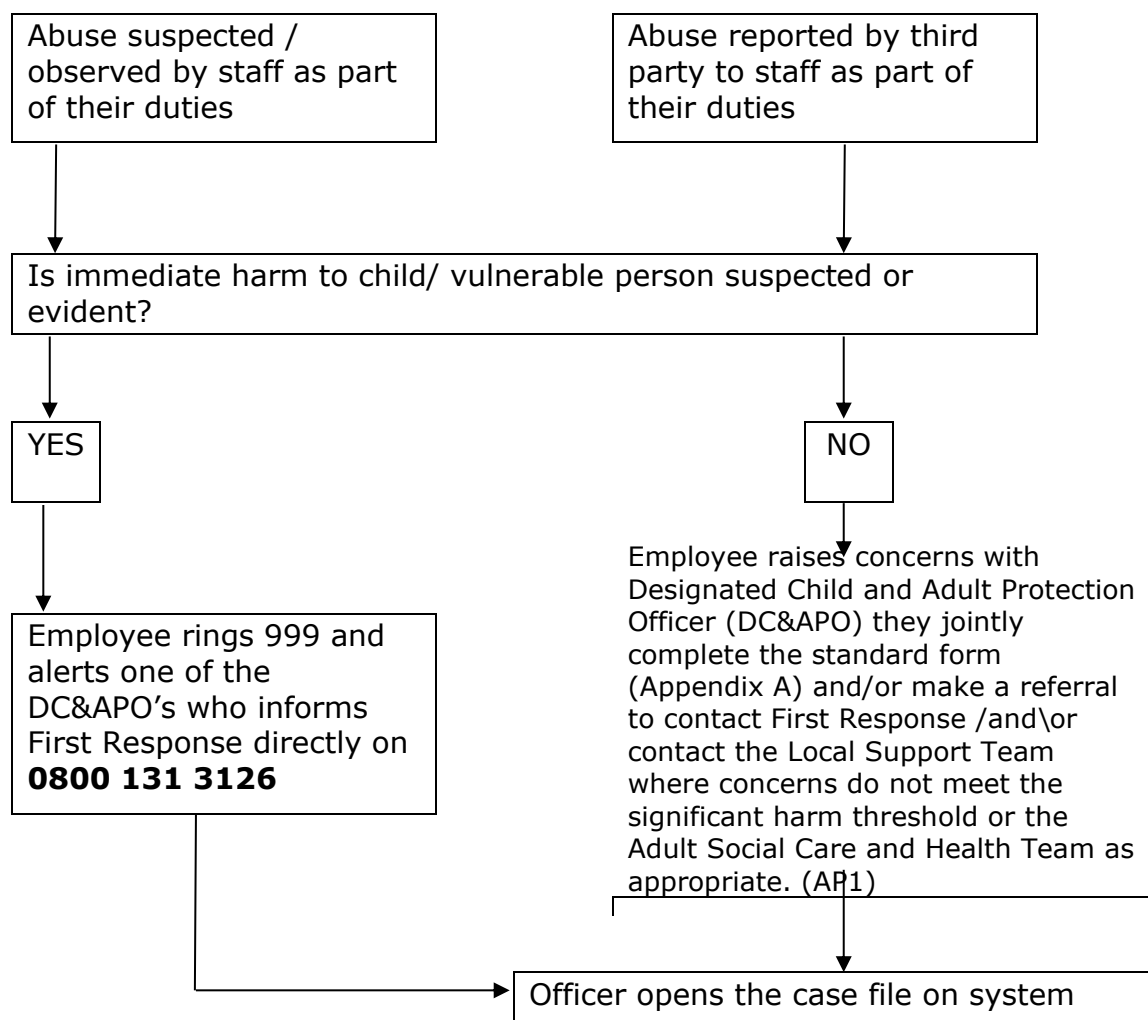 Abuse suspected /
observed by staff as part
of their duties
Abuse reported by third
party to staff as part of
their duties
Is immediate harm to child/ vulnerable person suspected or
evident?
YES
NO
Employee rings 999 and
alerts one of the
DC&APO’s who informs
First Response directly on
0800 131 3126
Employee raises concerns with
Designated Child and Adult Protection
Officer (DC&APO) they jointly
complete the standard form
(Appendix A) and/or make a referral
to contact First Response /and\or
contact the Local Support Team
where concerns do not meet the
significant harm threshold or the
Adult Social Care and Health Team as
appropriate. (AP1)
Officer opens the case file on system